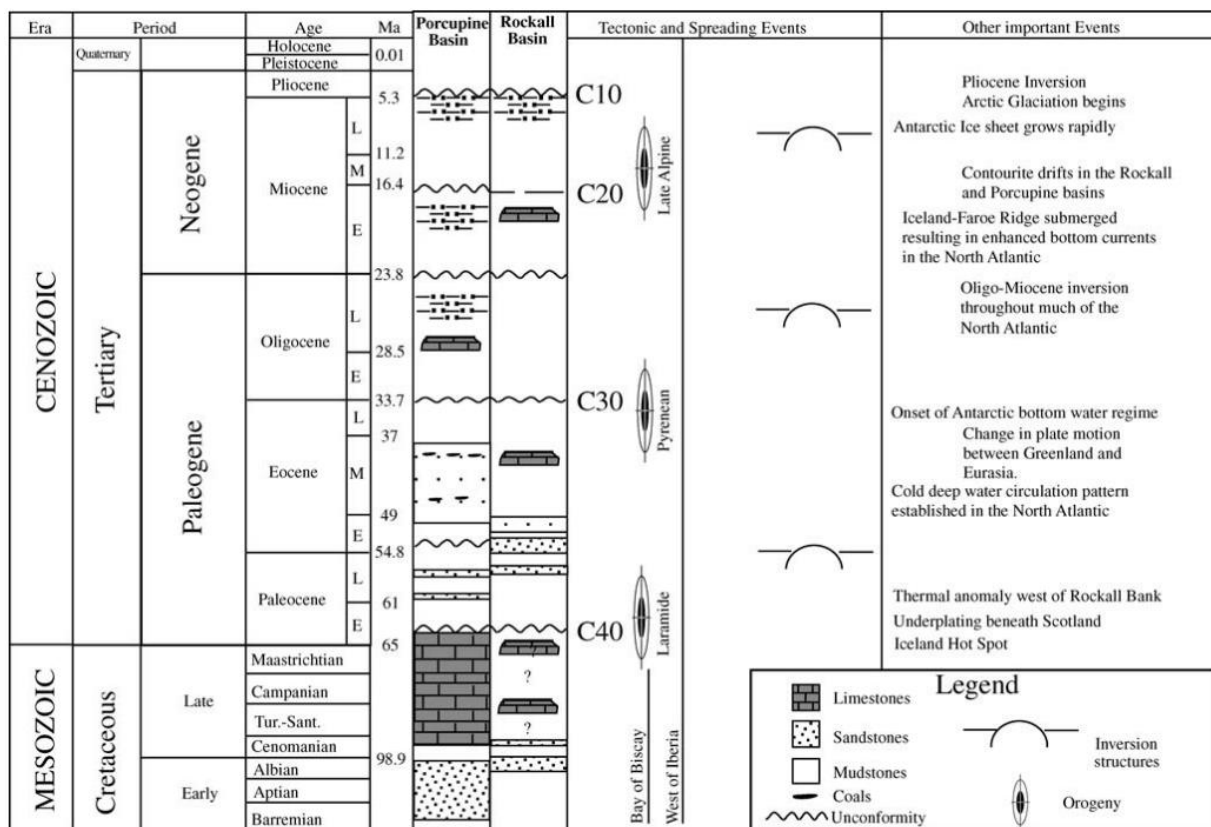 Era Period Age Ma Porcupine Basin Rockall Basin Tectonic and Spreading Events Other important Events
CENOZOIC
MESOZOIC
Tertiary
Cretaceous
Quaternary
Neogene
Paleogene
Late
Early
Holocene
Pleistocene
Pliocene
Miocene
L
M
E
Oligocene
L
E
Eocene
L
M
E
Paleocene
L
E
Maastrichtian
Campanian
Tur.-Sant.
Cenomanian
Albian
Aptian
Barremian
0.01
5.3
11.2
16.4
23.8
28.5
33.7
37
49
54.8
61
65
98.9
?
?
?
C10
C20
C30
C40
Late Alpine
Pyrenean
Laramide
Bay of Biscay
West of Iberia
Pliocene Inversion
Arctic Glaciation begins
Antarctic Ice sheet grows rapidly
Contourite drifts in the Rockall
and Porcupine basins
Iceland-Faroe Ridge submerged
resulting in enhanced bottom currents
in the North Atlantic
Oligo-Miocene inversion
throughout much of the
North Atlantic
Onset of Antarctic bottom water regime
Change in plate motion
between Greenland and
Eurasia.
Cold deep water circulation pattern
established in the North Atlantic
Thermal anomaly west of Rockall Bank
Underplating beneath Scotland
Iceland Hot Spot
Legend
Limestones
Sandstones
Mudstones
Coals
Unconformity
Inversion
structures
Orogeny